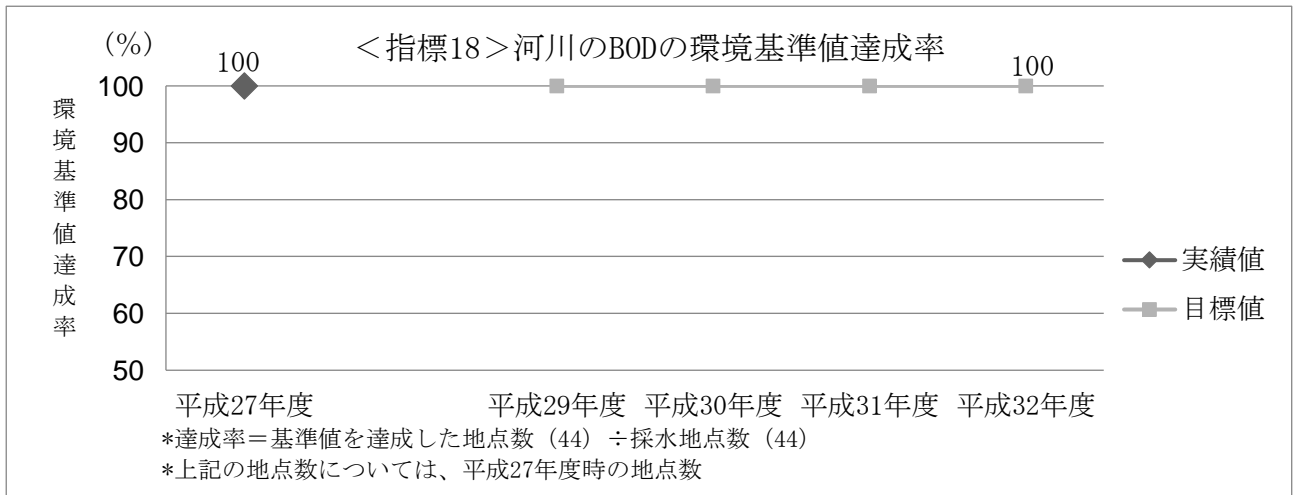 (%)
<指標18>河川のBODの環境基準値達成率
環境基準値達成率
100
90
80
70
60
50
100
100
平成27年度
平成29年度
平成30年度
平成31年度
平成32年度
実績値
目標値
*達成率=基準値を達成した地点数(44)÷採水地点数(44)
*上記の地点数については、平成27年度時の地点数